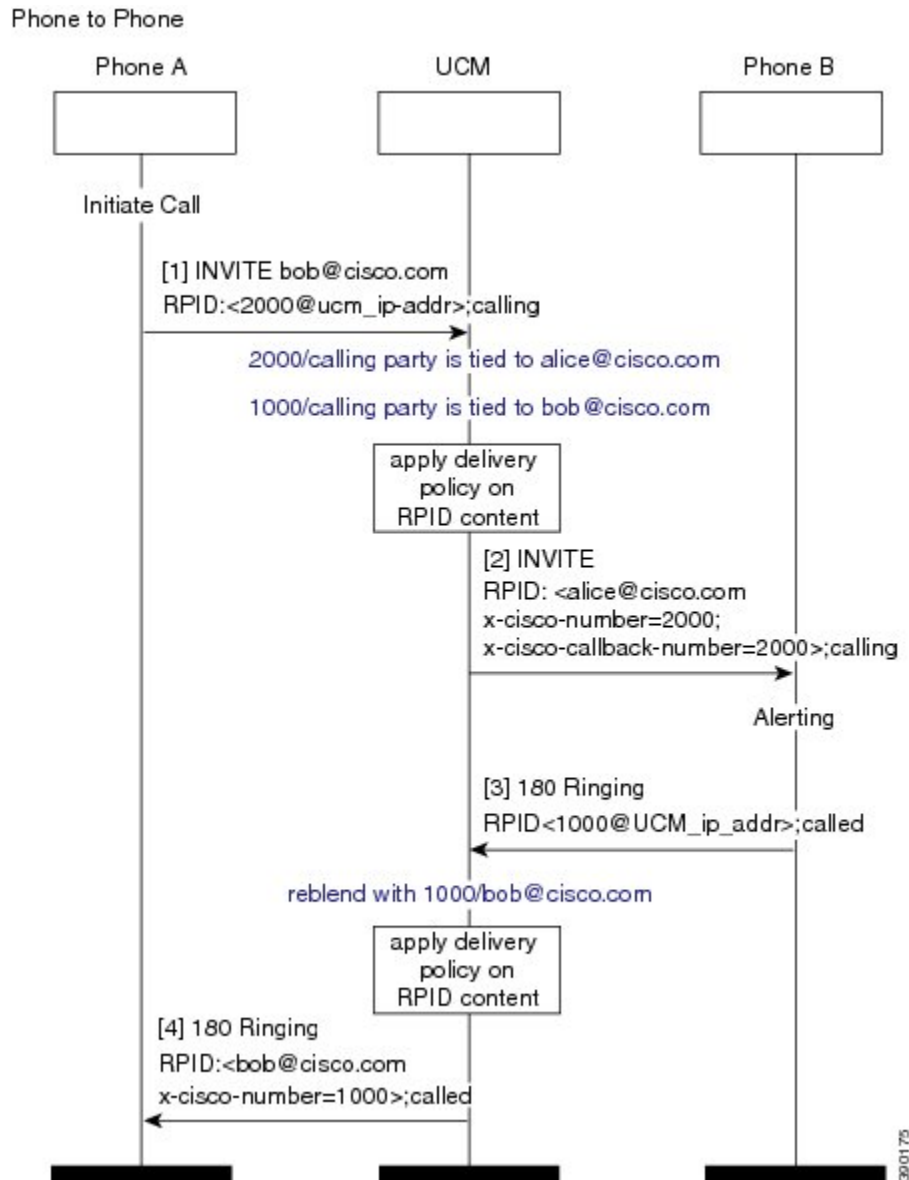 Phone to Phone
Phone A
UCM
Phone B
Initiate Call
[1] INVITE bob@cisco.com
RPID:<2000@ucm_ip-addr>;calling
2000/calling party is tied to alice@cisco.com
1000/calling party is tied to bob@cisco.com
apply delivery
policy on
RPID content
[2] INVITE
RPID: <alice@cisco.com
x-cisco-number=2000;
x-cisco-callback-number=2000>;calling
Alerting
[3] 180 Ringing
RPID<1000@UCM_ip_addr>;called
reblend with 1000/bob@cisco.com
apply delivery
policy on
RPID content
[4] 180 Ringing
RPID:<bob@cisco.com
x-cisco-number=1000>;called
390175